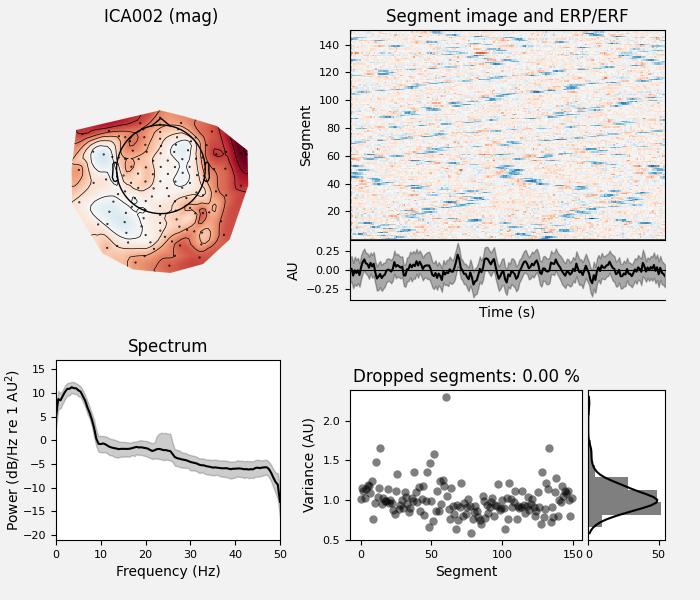 ICA002 (mag)
Segment image and ERP/ERF
Segment
140
120
100
80
60
40
20
AU
0.25
0.00
−0.25
Time (s)
Spectrum
Power (dB/Hz re 1 AU²)
15
10
5
0
−5
−10
−15
−20
0 10 20 30 40 50
Frequency (Hz)
Dropped segments: 0.00 %
Variance (AU)
2.0
1.5
1.0
0.5
0 50 100 150
Segment
0 50